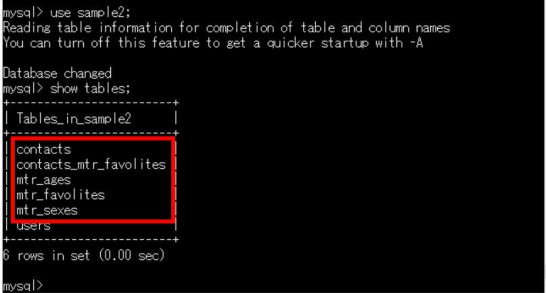 mysql> use sample2;
Reading table information for completion of table and column names
You can turn off this feature to get a quicker startup with -A
Database changed
mysql> show tables;
+-----------------------+
| Tables_in_sample2     |
+-----------------------+
| contacts              |
| contacts_mtr_favolites |
| mtr_ages              |
| mtr_favolites         |
| mtr_sexes             |
| users                 |
+-----------------------+
6 rows in set (0.00 sec)
mysql>